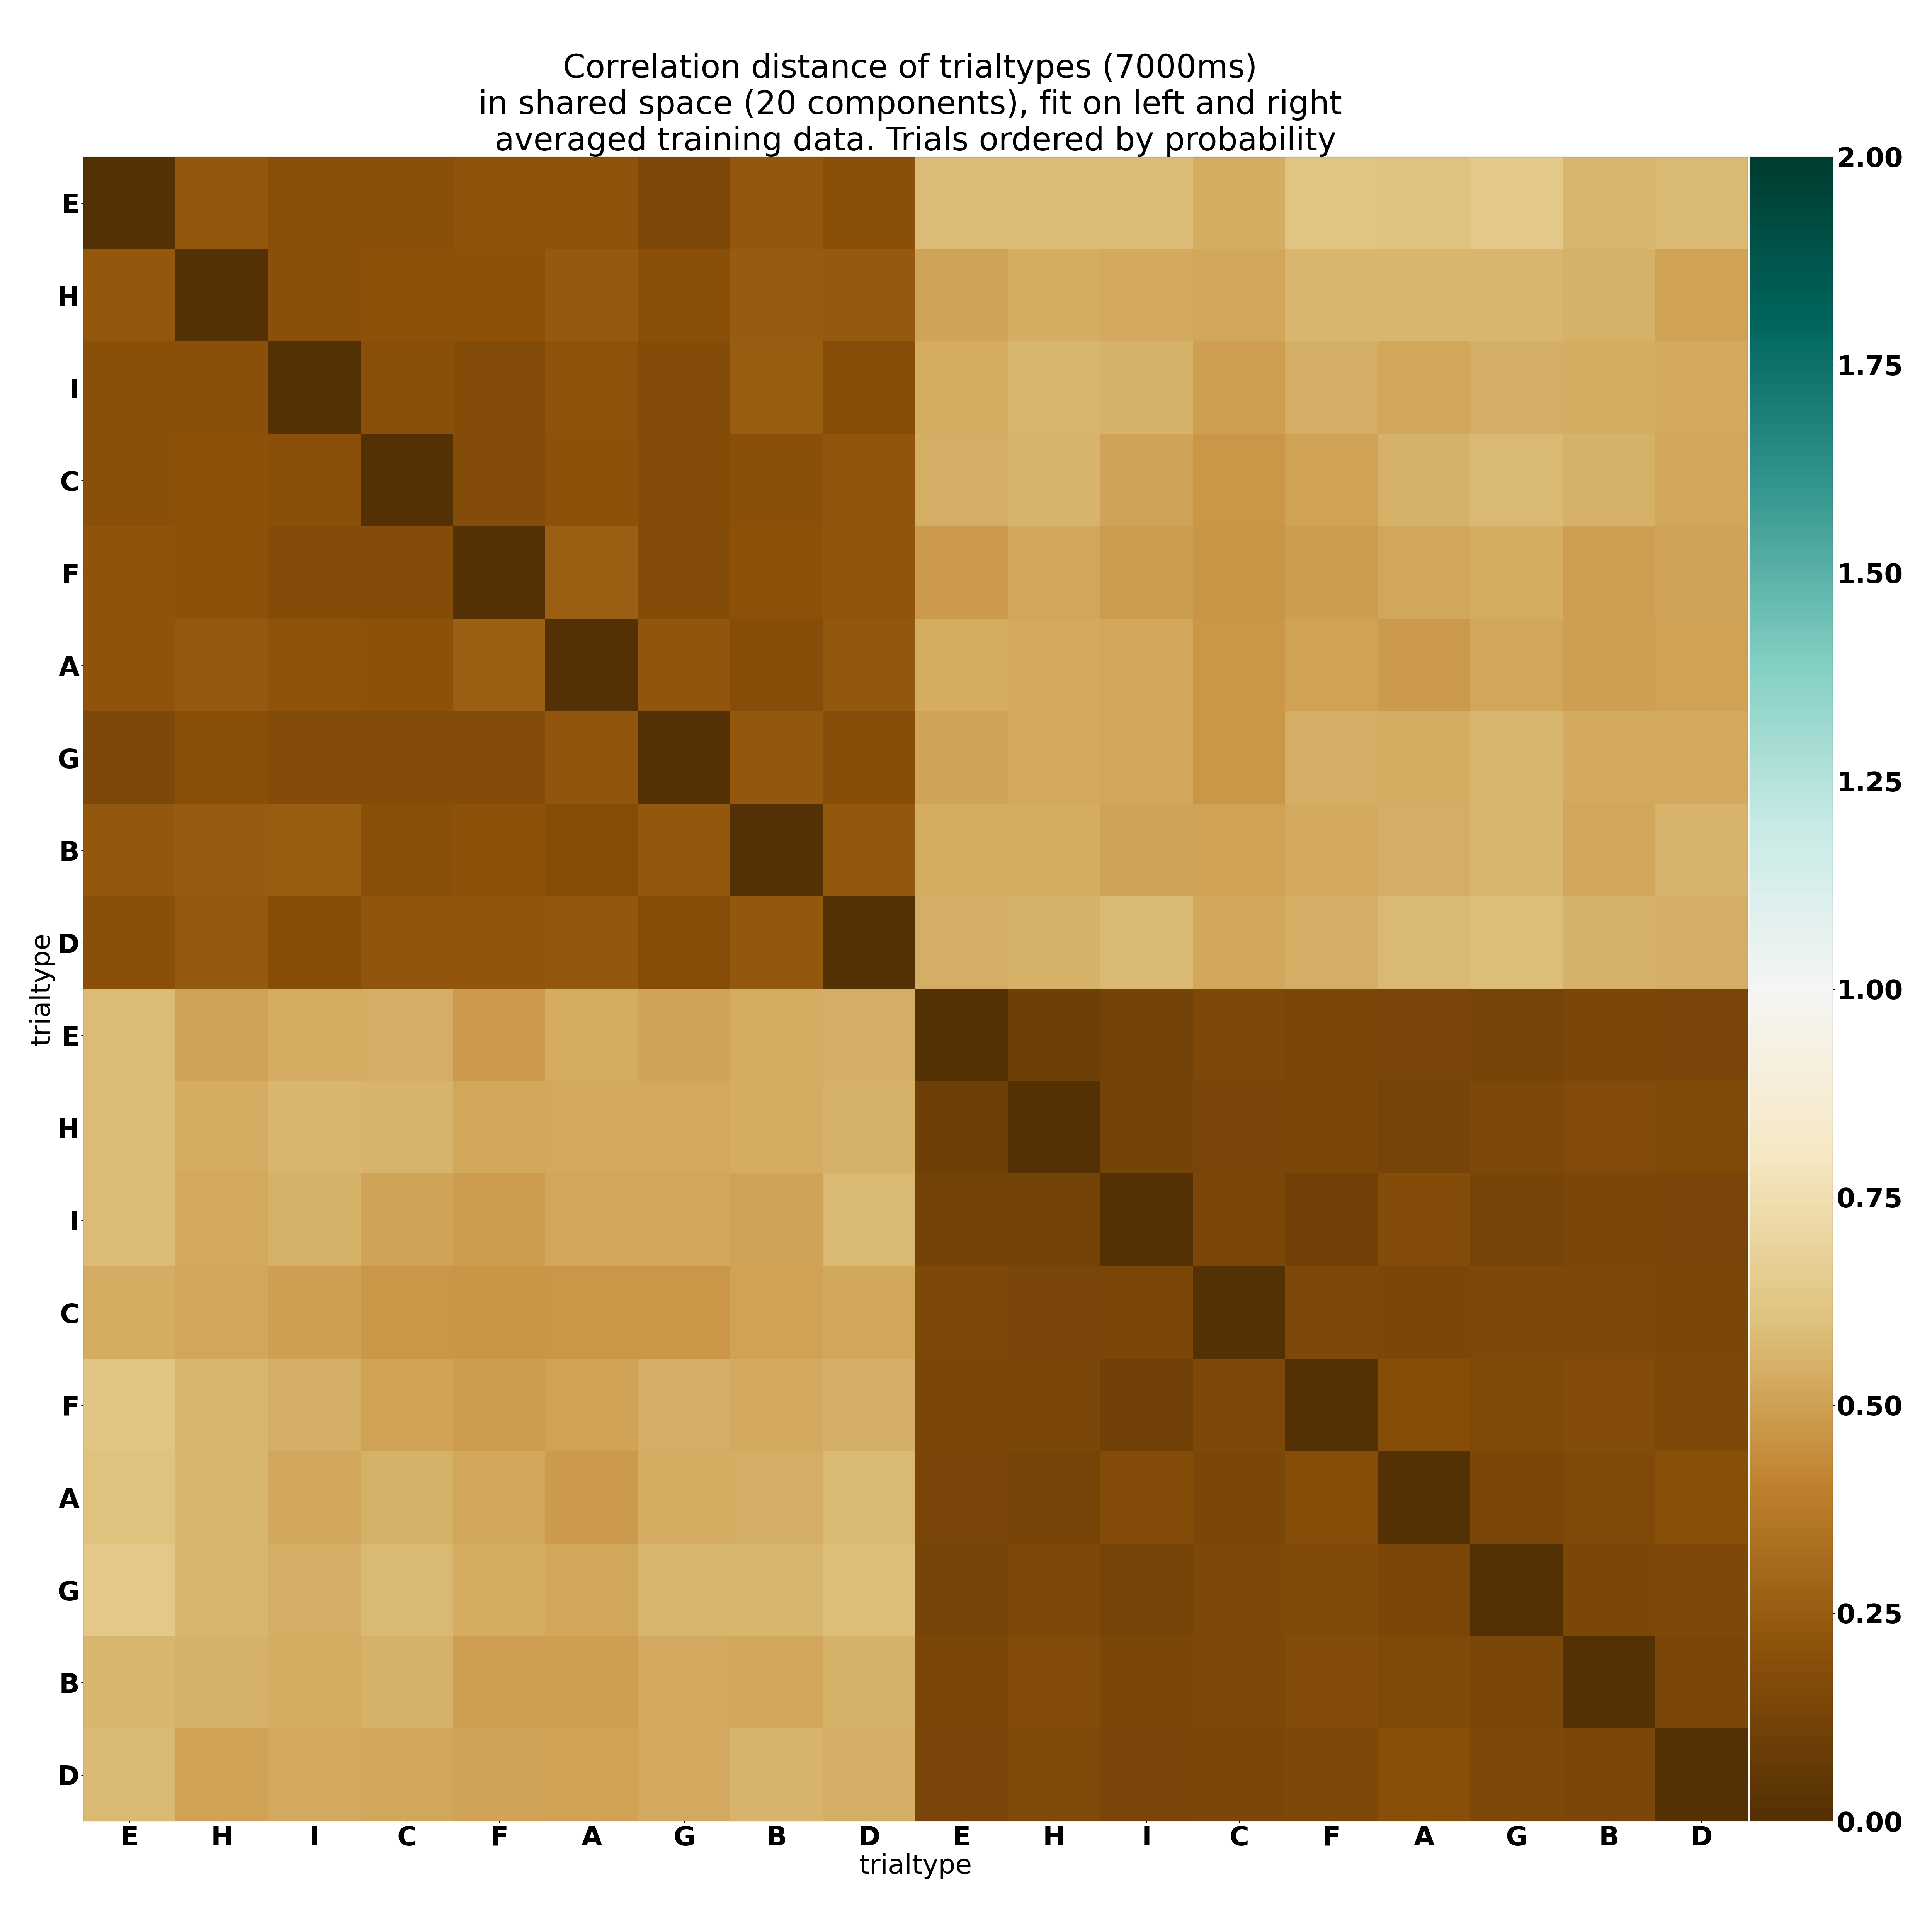 Correlation distance of trialtypes (7000ms)
in shared space (20 components), fit on left and right
averaged training data. Trials ordered by probability
trialtype
E
H
I
C
F
A
G
B
D
E
H
I
C
F
A
G
B
D
E H I C F A G B D E H I C F A G B D
trialtype
2.00
1.75
1.50
1.25
1.00
0.75
0.50
0.25
0.00